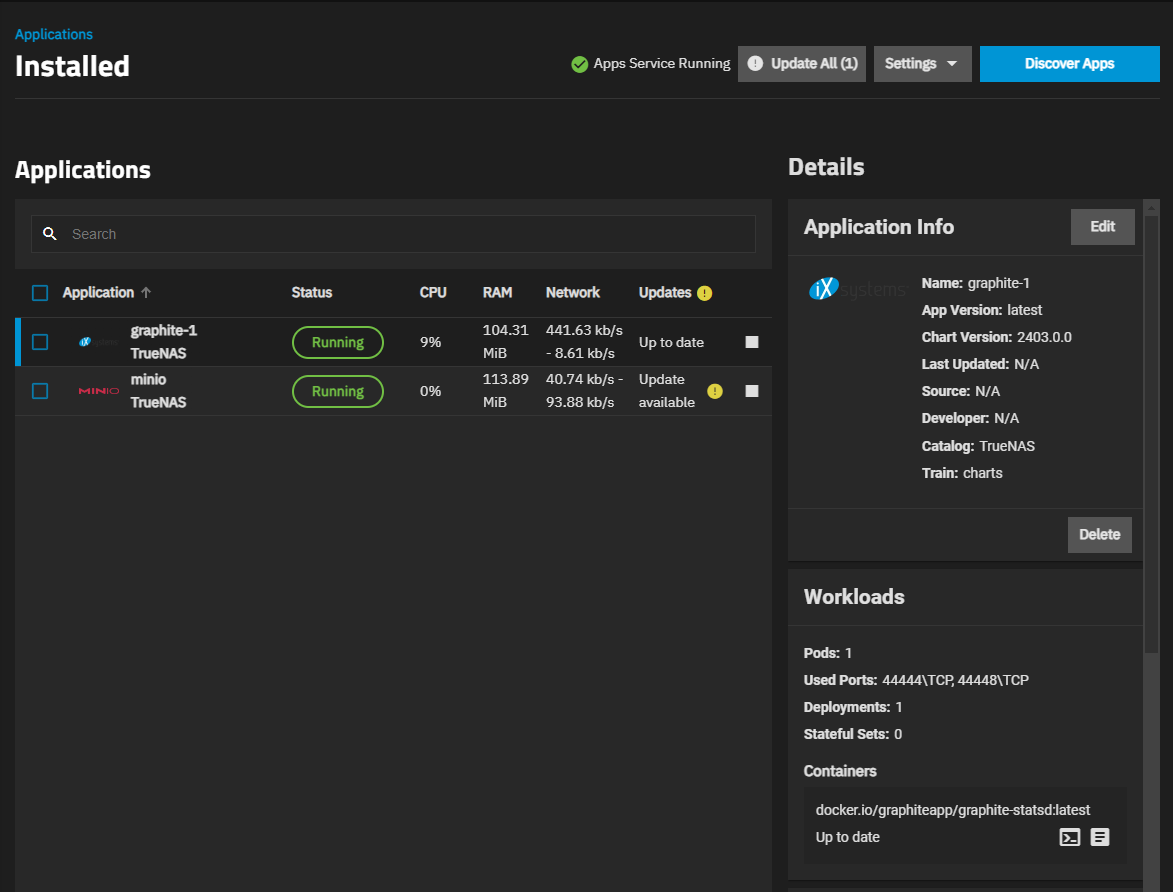 Applications
Installed
Apps Service Running
Update All (1)
Settings
Discover Apps
Applications
Search
Application Status CPU RAM Network Updates
iX systems graphite-1 Running 9% 104.31 441.63 kb/s Up to date
TrueNAS MiB - 8.61 kb/s
MINIO minio Running 0% 113.89 40.74 kb/s - Update
TrueNAS MiB 93.88 kb/s available
Details
Application Info
Edit
iX systems
Name: graphite-1
App Version: latest
Chart Version: 2403.0.0
Last Updated: N/A
Source: N/A
Developer: N/A
Catalog: TrueNAS
Train: charts
Delete
Workloads
Pods: 1
Used Ports: 44444\TCP, 44448\TCP
Deployments: 1
Stateful Sets: 0
Containers
docker.io/graphiteapp/graphite-statsd:latest
Up to date